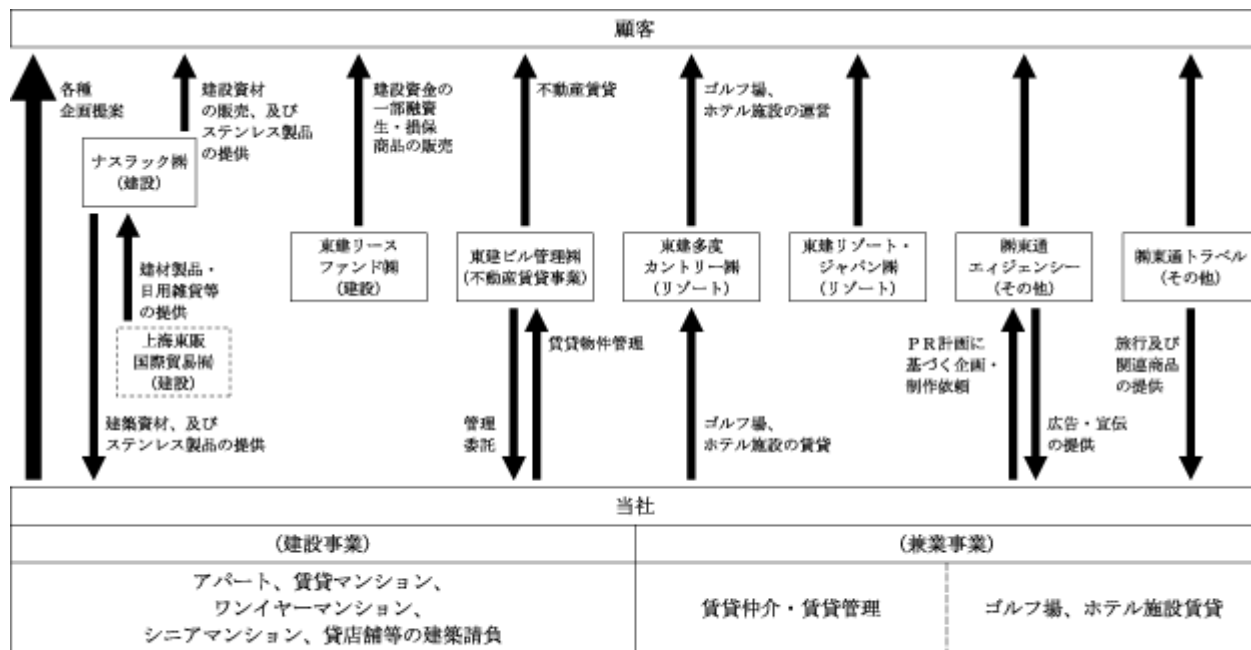 顧客
各種
企画提案
建設資材
の販売、及び
ステンレス製品
の提供
建設資金の
一部融資
生・損保
商品の販売
不動産賃貸
ゴルフ場、
ホテル施設の運営
ナスラック㈱
(建設)
東建リース
ファンド㈱
(建設)
東建ビル管理㈱
(不動産賃貸事業)
東建多度
カントリー㈱
(リゾート)
東建リゾート・
ジャパン㈱
(リゾート)
㈱東通
エィジェンシー
(その他)
㈱東通トラベル
(その他)
建材製品・
日用雑貨等
の提供
上海東販
国際貿易㈲
(建設)
建築資材、及び
ステンレス製品の提供
賃貸物件管理
管理
委託
ゴルフ場、
ホテル施設の賃貸
PR計画に
基づく企画・
制作依頼
広告・宣伝
の提供
旅行及び
関連商品
の提供
当社
(建設事業)
(兼業事業)
アパート、賃貸マンション、
ワンイヤーマンション、
シニアマンション、貸店舗等の建築請負
賃貸仲介・賃貸管理
ゴルフ場、ホテル施設賃貸